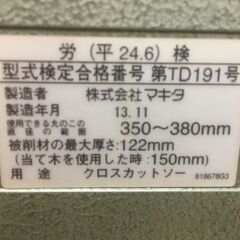 労(平24.6)検
型式検定合格番号 第TD191号
製造者 株式会社マキタ
製造年月 13.11
使用できる丸のこの直径の範囲 350～380mm
被削材の最大厚さ:122mm
(当て木を使用した時:150mm)
用途 クロスカットソー
818678G3